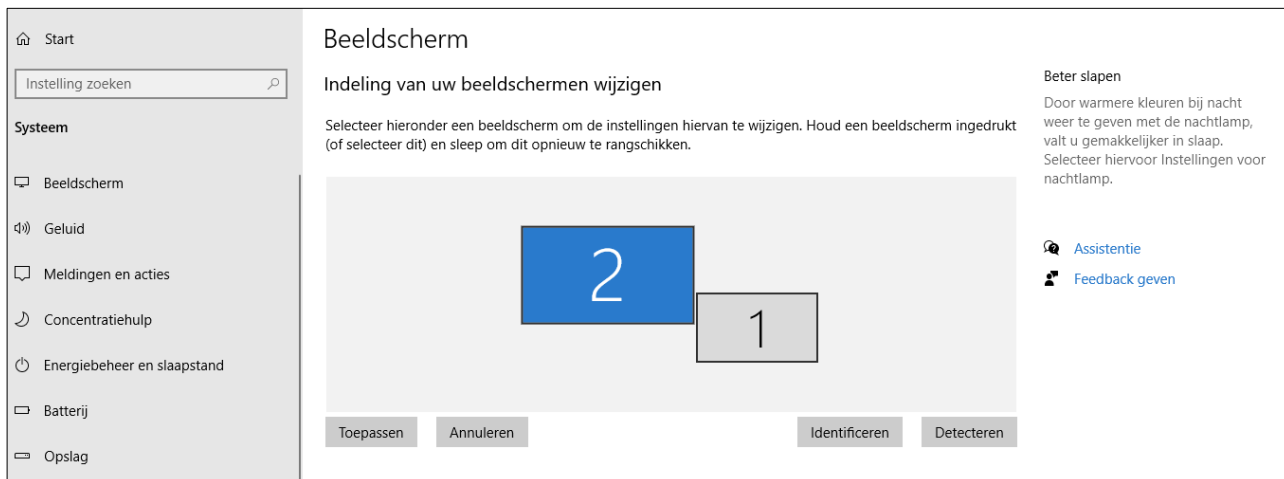 Start
Instelling zoeken
Systeem
Beeldscherm
Geluid
Meldingen en acties
Concentratiehulp
Energiebeheer en slaapstand
Batterij
Opslag
Beeldscherm
Indeling van uw beeldschermen wijzigen
Selecteer hieronder een beeldscherm om de instellingen hiervan te wijzigen. Houd een beeldscherm ingedrukt
(of selecteer dit) en sleep om dit opnieuw te rangschikken.
2
1
Toepassen
Annuleren
Identificeren
Detecteren
Beter slapen
Door warmere kleuren bij nacht
weer te geven met de nachtlamp,
valt u gemakkelijker in slaap.
Selecteer hiervoor Instellingen voor
nachtlamp.
Assistentie
Feedback geven